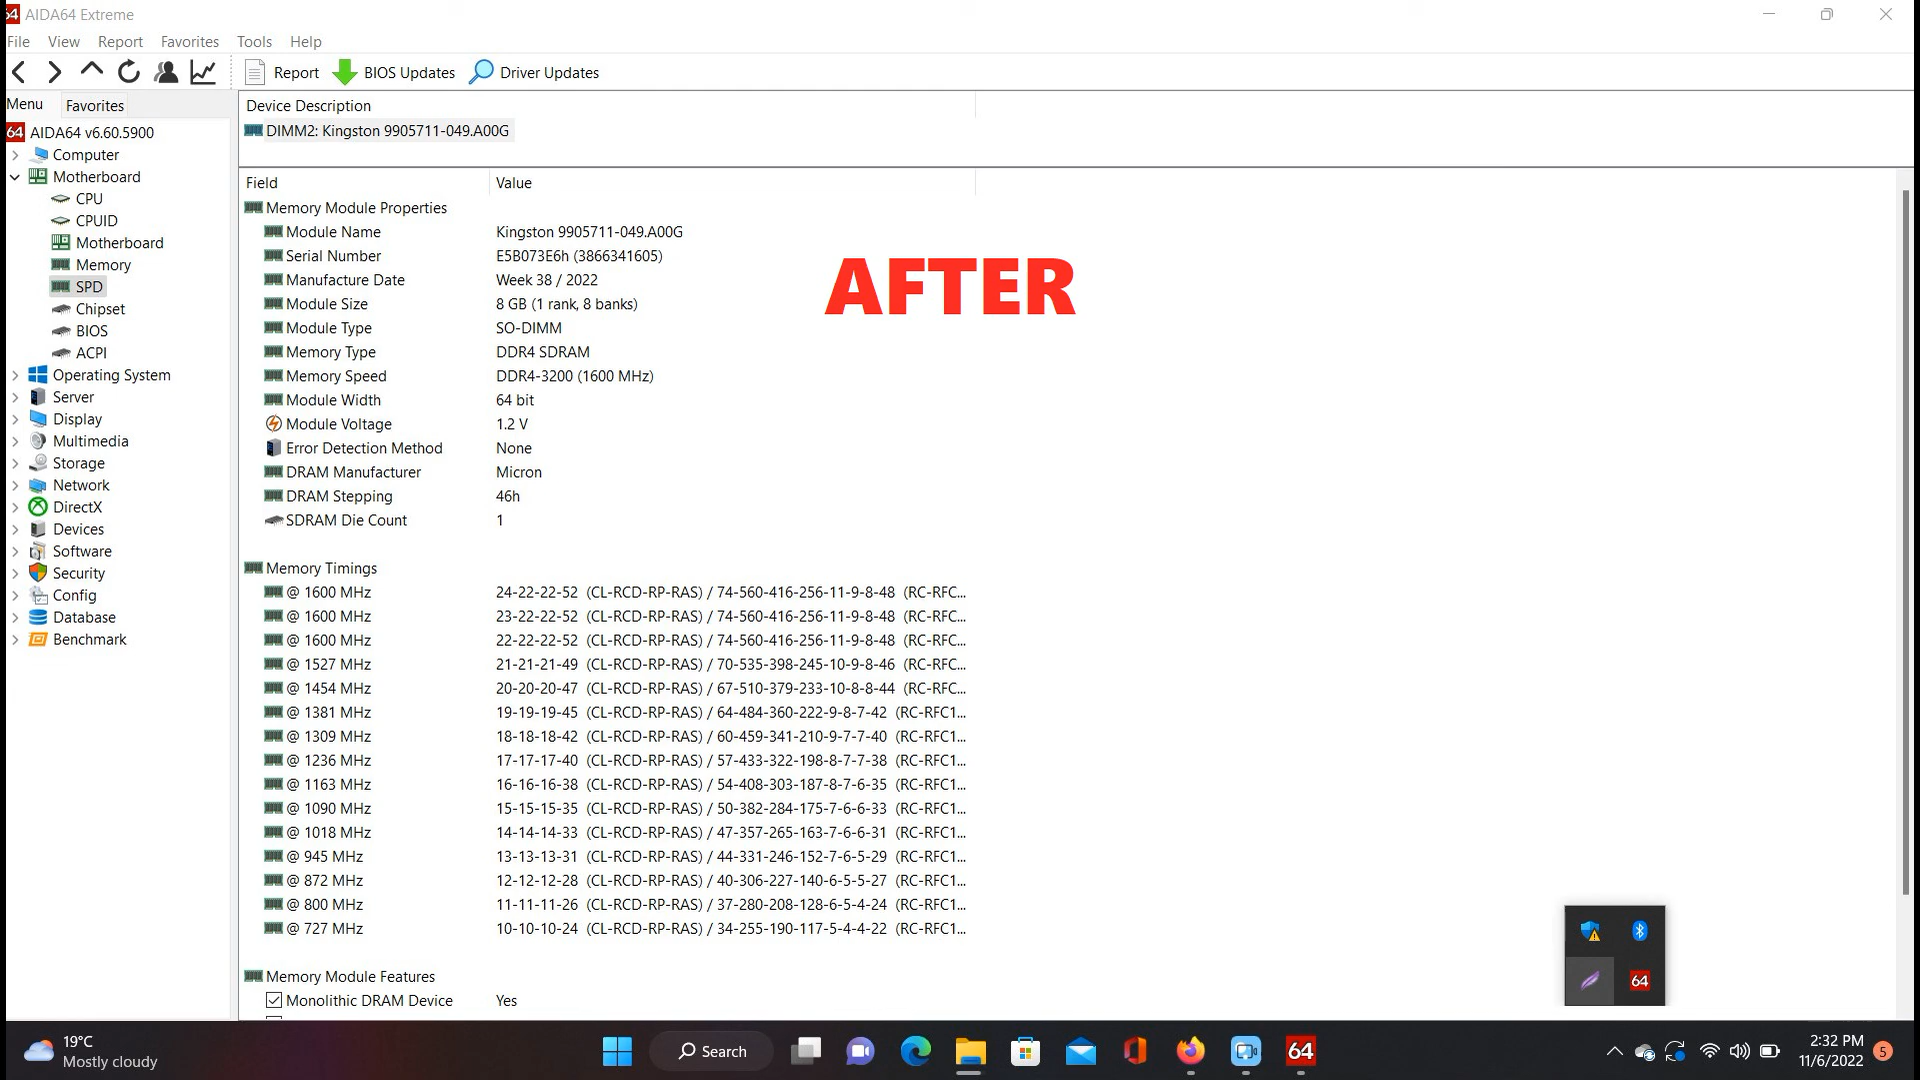 64 AIDA64 Extreme
File View Report Favorites Tools Help
Report BIOS Updates Driver Updates
Menu Favorites
64 AIDA64 v6.60.5900
Computer
Motherboard
CPU
CPUID
Motherboard
Memory
SPD
Chipset
BIOS
ACPI
Operating System
Server
Display
Multimedia
Storage
Network
DirectX
Devices
Software
Security
Config
Database
Benchmark
Device Description
DIMM2: Kingston 9905711-049.A00G
Field Value
Memory Module Properties
Module Name Kingston 9905711-049.A00G
Serial Number E5B073E6h (3866341605)
Manufacture Date Week 38 / 2022
Module Size 8 GB (1 rank, 8 banks)
Module Type SO-DIMM
Memory Type DDR4 SDRAM
Memory Speed DDR4-3200 (1600 MHz)
Module Width 64 bit
Module Voltage 1.2 V
Error Detection Method None
DRAM Manufacturer Micron
DRAM Stepping 46h
SDRAM Die Count 1
AFTER
Memory Timings
@ 1600 MHz 24-22-22-52 (CL-RCD-RP-RAS) / 74-560-416-256-11-9-8-48 (RC-RFC...
@ 1600 MHz 23-22-22-52 (CL-RCD-RP-RAS) / 74-560-416-256-11-9-8-48 (RC-RFC...
@ 1600 MHz 22-22-22-52 (CL-RCD-RP-RAS) / 74-560-416-256-11-9-8-48 (RC-RFC...
@ 1527 MHz 21-21-21-49 (CL-RCD-RP-RAS) / 70-535-398-245-10-9-8-46 (RC-RFC...
@ 1454 MHz 20-20-20-47 (CL-RCD-RP-RAS) / 67-510-379-233-10-8-8-44 (RC-RFC...
@ 1381 MHz 19-19-19-45 (CL-RCD-RP-RAS) / 64-484-360-222-9-8-7-42 (RC-RFC1...
@ 1309 MHz 18-18-18-42 (CL-RCD-RP-RAS) / 60-459-341-210-9-7-7-40 (RC-RFC1...
@ 1236 MHz 17-17-17-40 (CL-RCD-RP-RAS) / 57-433-322-198-8-7-7-38 (RC-RFC1...
@ 1163 MHz 16-16-16-38 (CL-RCD-RP-RAS) / 54-408-303-187-8-7-6-35 (RC-RFC1...
@ 1090 MHz 15-15-15-35 (CL-RCD-RP-RAS) / 50-382-284-175-7-6-6-33 (RC-RFC1...
@ 1018 MHz 14-14-14-33 (CL-RCD-RP-RAS) / 47-357-265-163-7-6-6-31 (RC-RFC1...
@ 945 MHz 13-13-13-31 (CL-RCD-RP-RAS) / 44-331-246-152-7-6-5-29 (RC-RFC1...
@ 872 MHz 12-12-12-28 (CL-RCD-RP-RAS) / 40-306-227-140-6-5-5-27 (RC-RFC1...
@ 800 MHz 11-11-11-26 (CL-RCD-RP-RAS) / 37-280-208-128-6-5-4-24 (RC-RFC1...
@ 727 MHz 10-10-10-24 (CL-RCD-RP-RAS) / 34-255-190-117-5-4-4-22 (RC-RFC1...
Memory Module Features
Monolithic DRAM Device Yes
64
19°C
Mostly cloudy
Search
64
2:32 PM
11/6/2022
5